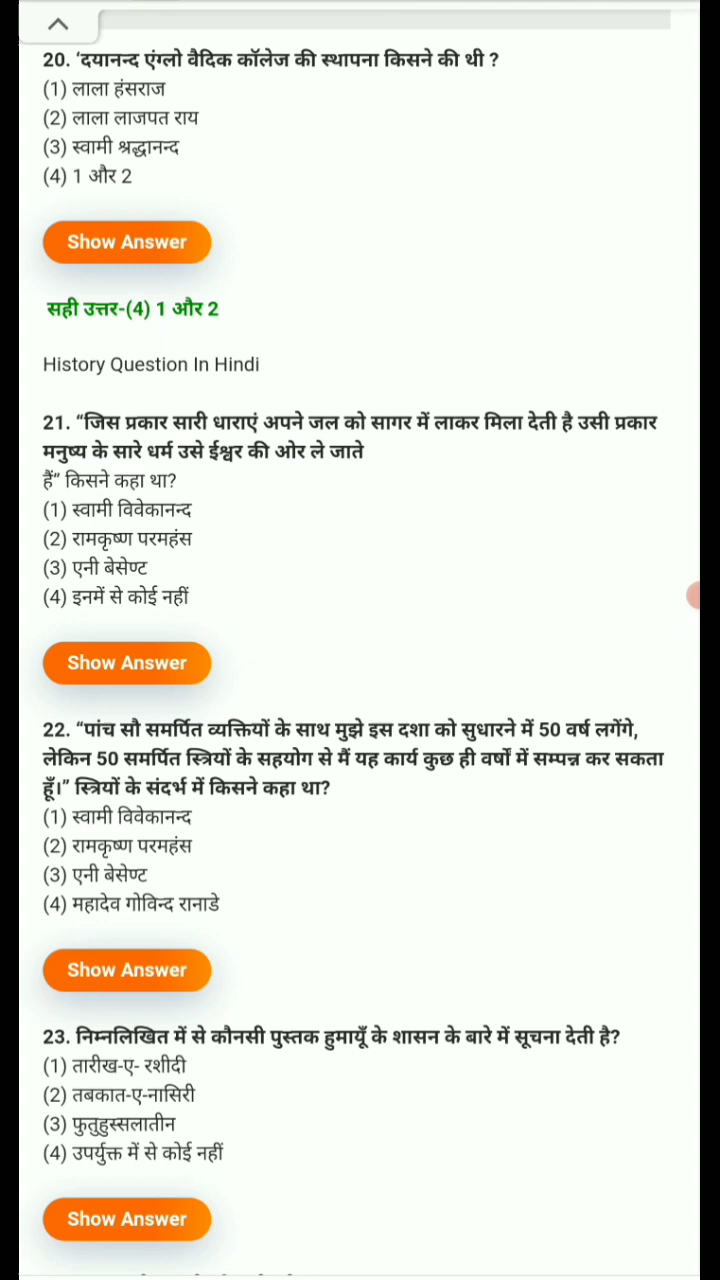 20. ‘दयानन्द एंग्लो वैदिक कॉलेज की स्थापना किसने की थी ?
(1) लाला हंसराज
(2) लाला लाजपत राय
(3) स्वामी श्रद्धानन्द
(4) 1 और 2
Show Answer
सही उत्तर-(4) 1 और 2
History Question In Hindi
21. “जिस प्रकार सारी धाराएं अपने जल को सागर में लाकर मिला देती है उसी प्रकार
मनुष्य के सारे धर्म उसे ईश्वर की ओर ले जाते
हैं” किसने कहा था?
(1) स्वामी विवेकानन्द
(2) रामकृष्ण परमहंस
(3) एनी बेसेण्ट
(4) इनमें से कोई नहीं
Show Answer
22. “पांच सौ समर्पित व्यक्तियों के साथ मुझे इस दशा को सुधारने में 50 वर्ष लगेंगे,
लेकिन 50 समर्पित स्त्रियों के सहयोग से मैं यह कार्य कुछ ही वर्षों में सम्पन्न कर सकता
हूँ।” स्त्रियों के संदर्भ में किसने कहा था?
(1) स्वामी विवेकानन्द
(2) रामकृष्ण परमहंस
(3) एनी बेसेण्ट
(4) महादेव गोविन्द रानाडे
Show Answer
23. निम्नलिखित में से कौनसी पुस्तक हुमायूँ के शासन के बारे में सूचना देती है?
(1) तारीख-ए- रशीदी
(2) तबकात-ए-नासिरी
(3) फुतुहुस्सलातीन
(4) उपर्युक्त में से कोई नहीं
Show Answer